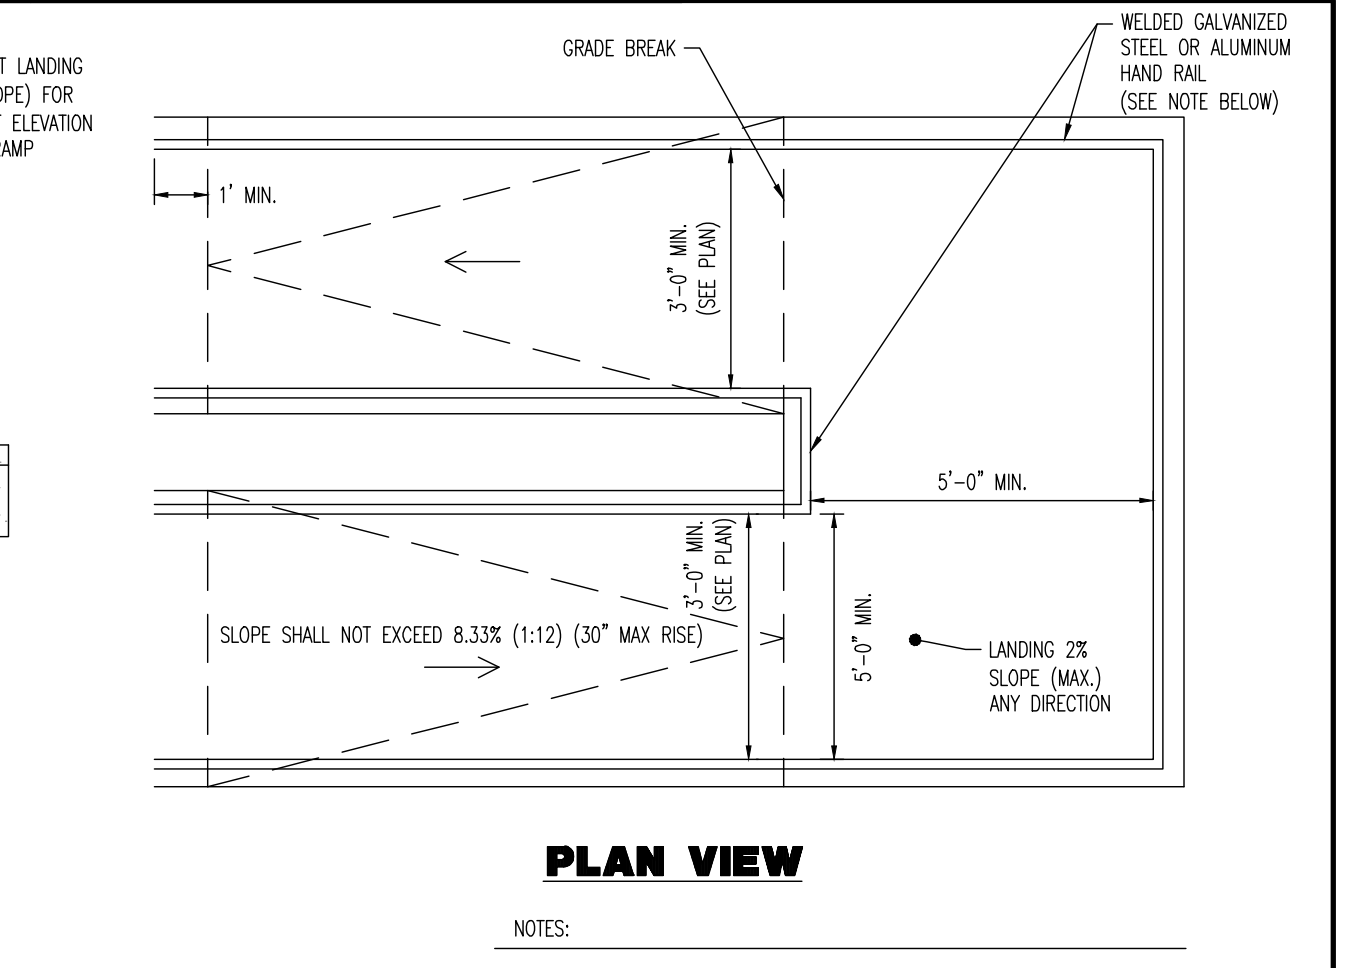 T LANDING
OPE) FOR
ELEVATION
RAMP
GRADE BREAK
WELDED GALVANIZED
STEEL OR ALUMINUM
HAND RAIL
(SEE NOTE BELOW)
1' MIN.
3'-0" MIN.
(SEE PLAN)
5'-0" MIN.
3'-0" MIN.
(SEE PLAN)
5'-0" MIN.
SLOPE SHALL NOT EXCEED 8.33% (1:12) (30" MAX RISE)
LANDING 2%
SLOPE (MAX.)
ANY DIRECTION
PLAN VIEW
NOTES: